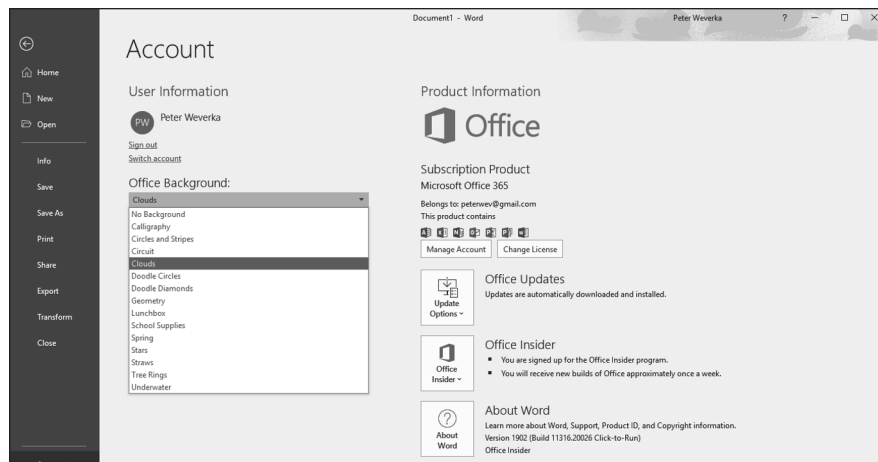 Document1 - Word
Peter Weverka
?
Account
Home
New
Open
Info
Save
Save As
Print
Share
Export
Transform
Close
User Information
PW
Peter Weverka
Sign out
Switch account
Office Background:
Clouds
No Background
Calligraphy
Circles and Stripes
Circuit
Clouds
Doodle Circles
Doodle Diamonds
Geometry
Lunchbox
School Supplies
Spring
Stars
Straws
Tree Rings
Underwater
Product Information
Office
Subscription Product
Microsoft Office 365
Belongs to: peterwev@gmail.com
This product contains
Manage Account
Change License
Update
Options
Office Updates
Updates are automatically downloaded and installed.
Office
Insider
Office Insider
You are signed up for the Office Insider program.
You will receive new builds of Office approximately once a week.
?
About
Word
About Word
Learn more about Word, Support, Product ID, and Copyright information.
Version 1902 (Build 11316.20026 Click-to-Run)
Office Insider